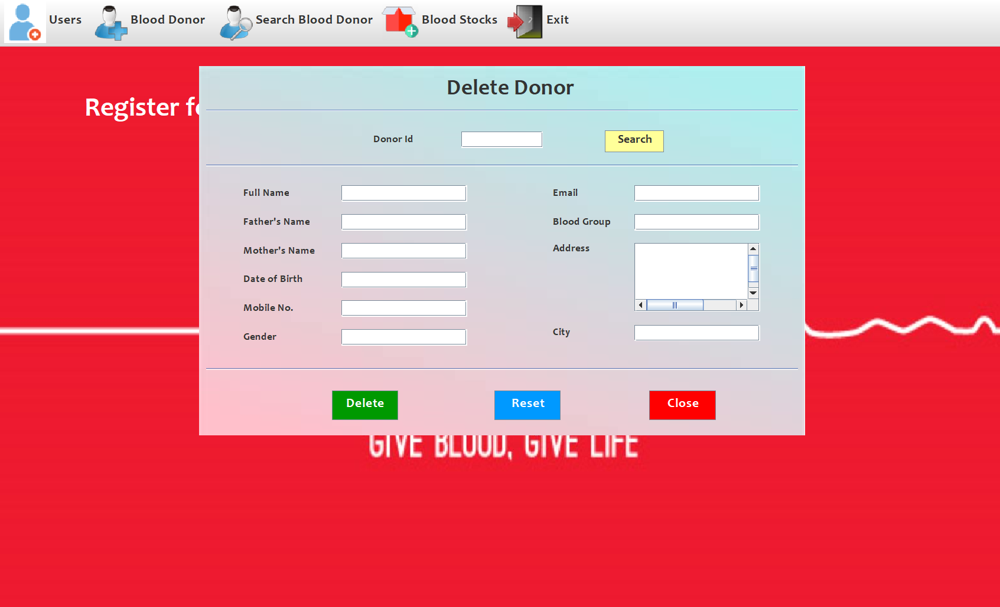 Users Blood Donor Search Blood Donor Blood Stocks Exit
Delete Donor
Register
Donor Id Search
Full Name Email
Father's Name Blood Group
Mother's Name Address
Date of Birth
Mobile No.
Gender City
Delete Reset Close
GIVE BLOOD, GIVE LIFE